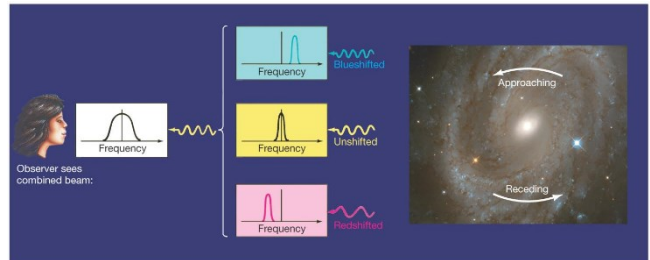 Frequency
Blueshifted
Frequency
Unshifted
Frequency
Redshifted
Frequency
Observer sees
combined beam:
Approaching
Receding